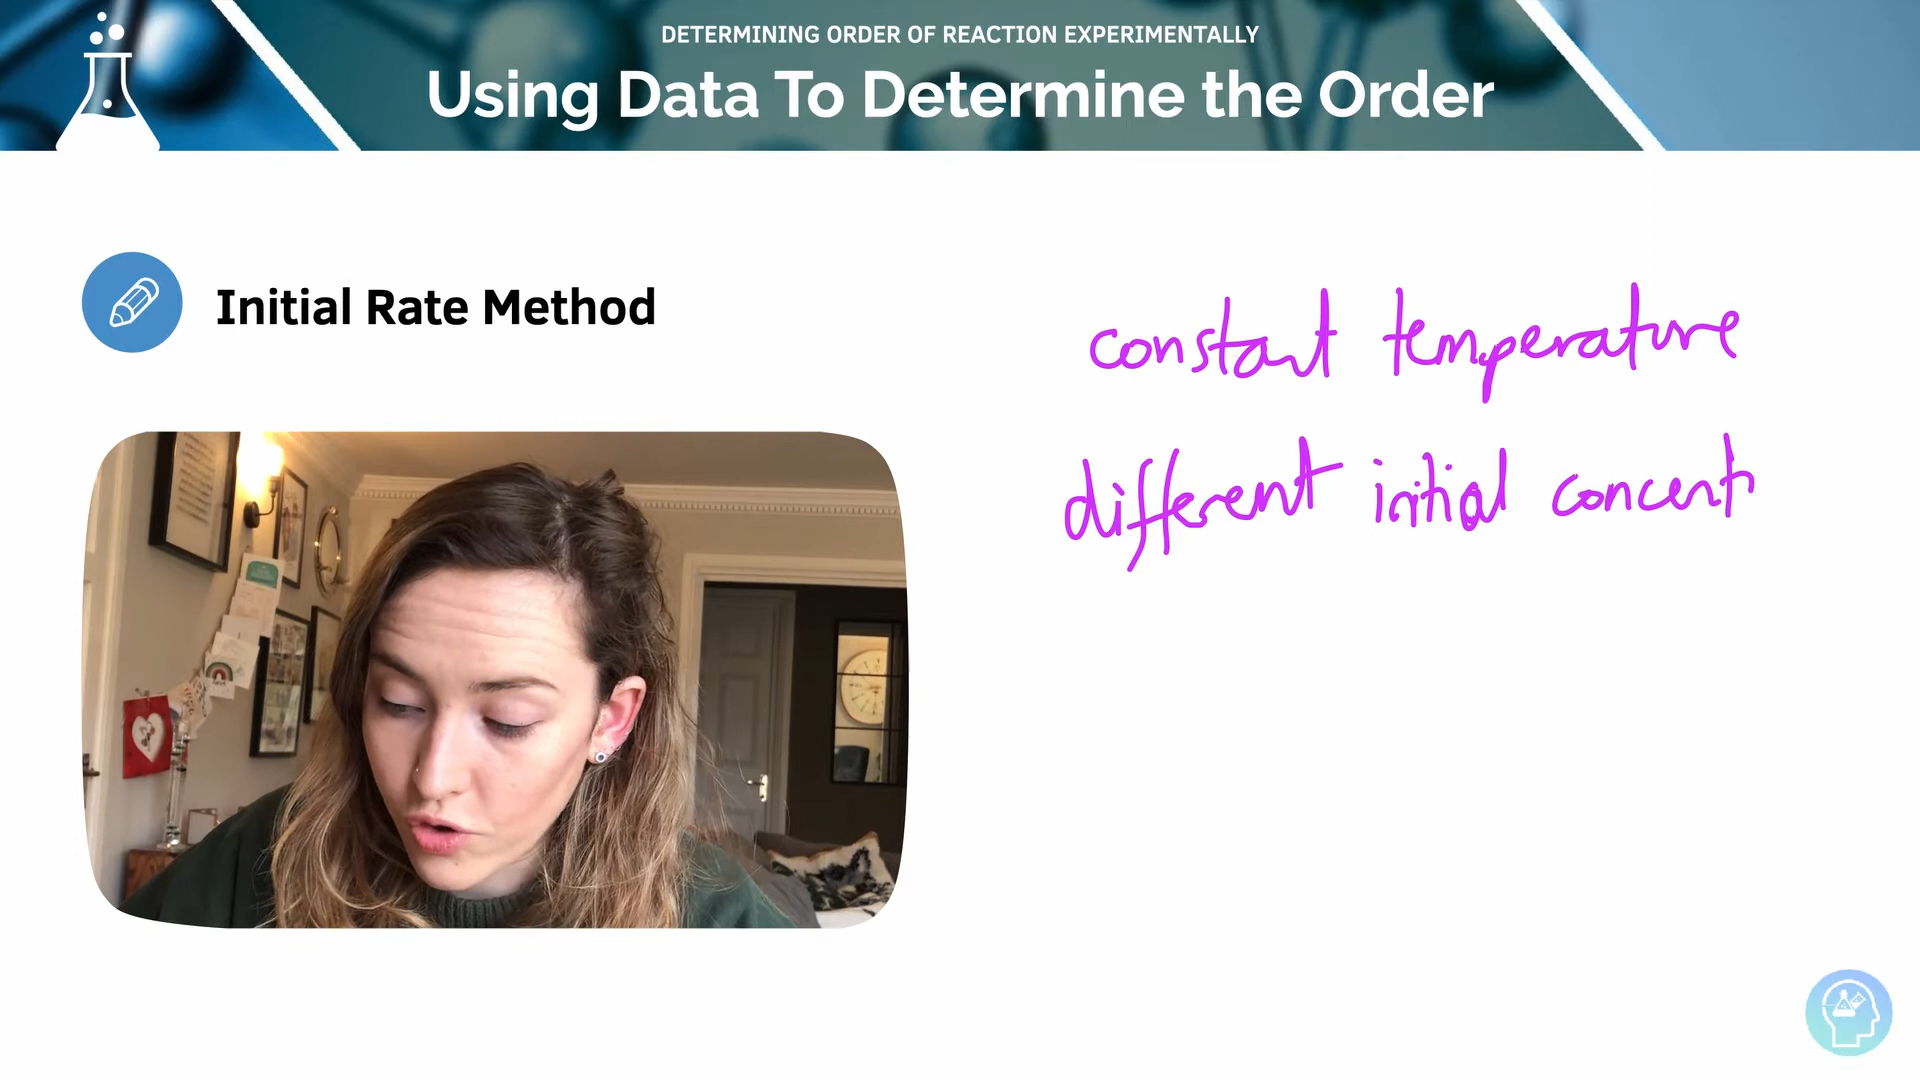 DETERMINING ORDER OF REACTION EXPERIMENTALLY
Using Data To Determine the Order
Initial Rate Method
constant temperature
different initial concent